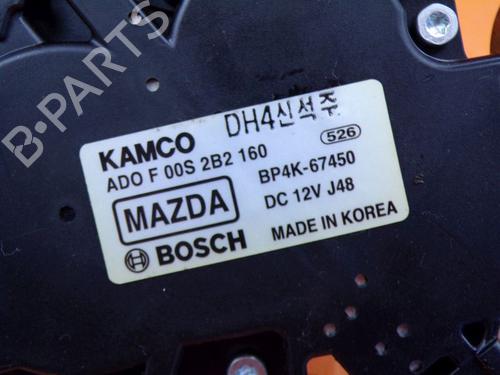 B-PARTS
DH4신석주
KAMCO
526
ADO F 00S 2B2 160
BP4K-67450
MAZDA
DC 12V J48
BOSCH
MADE IN KOREA